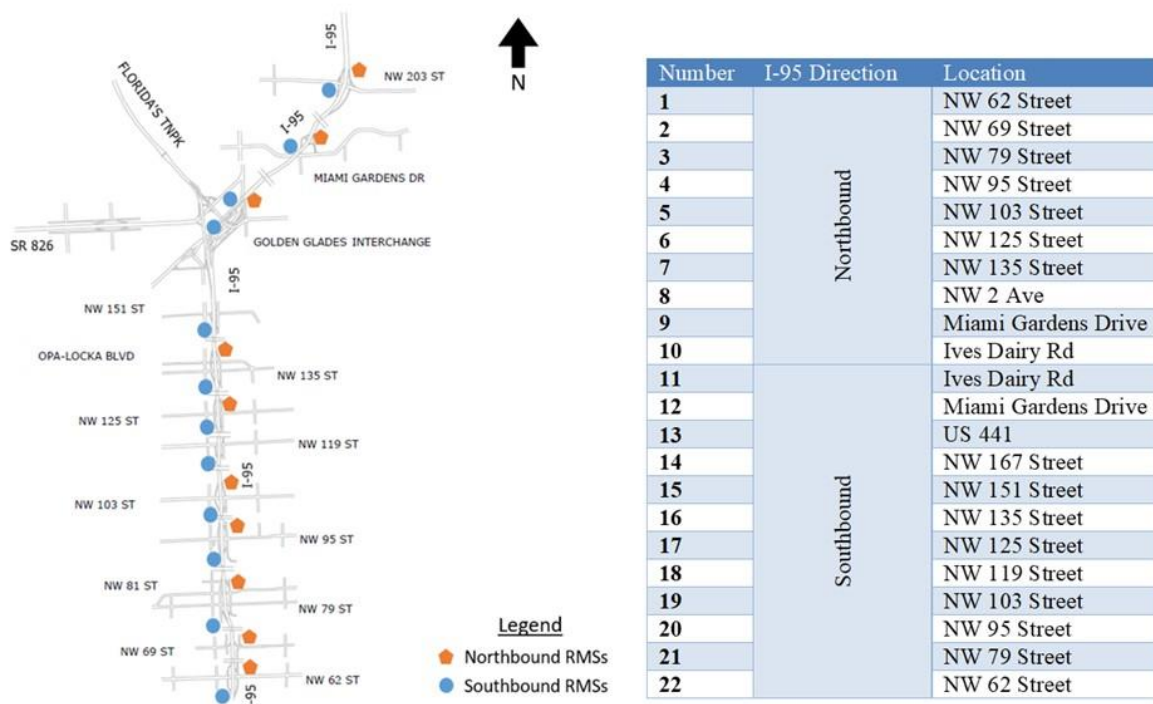 I-95
NW 203 ST
FLORIDA'S TNPK
I-95
N
MIAMI GARDENS DR
SR 826
GOLDEN GLADES INTERCHANGE
I-95
NW 151 ST
OPA-LOCKA BLVD
NW 135 ST
NW 125 ST
NW 119 ST
I-95
NW 103 ST
NW 95 ST
NW 81 ST
NW 79 ST
NW 69 ST
NW 62 ST
-95
Legend
Northbound RMSs
Southbound RMSs
Number I-95 Direction Location
Northbound
1 NW 62 Street
2 NW 69 Street
3 NW 79 Street
4 NW 95 Street
5 NW 103 Street
6 NW 125 Street
7 NW 135 Street
8 NW 2 Ave
9 Miami Gardens Drive
10 Ives Dairy Rd
Southbound
11 Ives Dairy Rd
12 Miami Gardens Drive
13 US 441
14 NW 167 Street
15 NW 151 Street
16 NW 135 Street
17 NW 125 Street
18 NW 119 Street
19 NW 103 Street
20 NW 95 Street
21 NW 79 Street
22 NW 62 Street